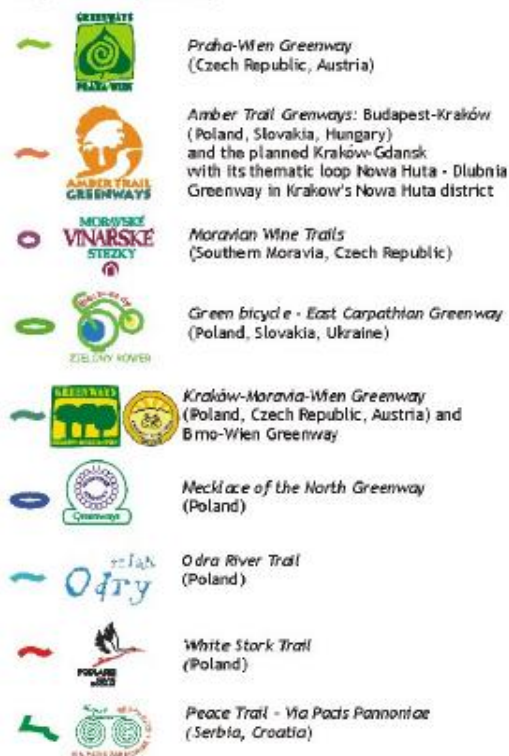 GREENWAYS
PRAHA-WIEN
Praha-Wien Greenway
(Czech Republic, Austria)
AMBER TRAIL
GREENWAYS
Amber Trail Grenways: Budapest-Kraków
(Poland, Slovakia, Hungary)
and the planned Kraków-Gdansk
with its thematic loop Nowa Huta - Dlubnia
Greenway in Krakow's Nowa Huta district
MORAVSKÉ
VINAŘSKÉ
STEZKY
Moravian Wine Trails
(Southern Moravia, Czech Republic)
ZIELONY ROWER
Green bicycle - East Carpathian Greenway
(Poland, Slovakia, Ukraine)
GREENWAYS
Kraków-Moravia-Wien Greenway
(Poland, Czech Republic, Austria) and
Brno-Wien Greenway
Greenways
Necklace of the North Greenway
(Poland)
szlak
Odry
Odra River Trail
(Poland)
White Stork Trail
(Poland)
Peace Trail - Via Pacis Pannoniae
(Serbia, Croatia)